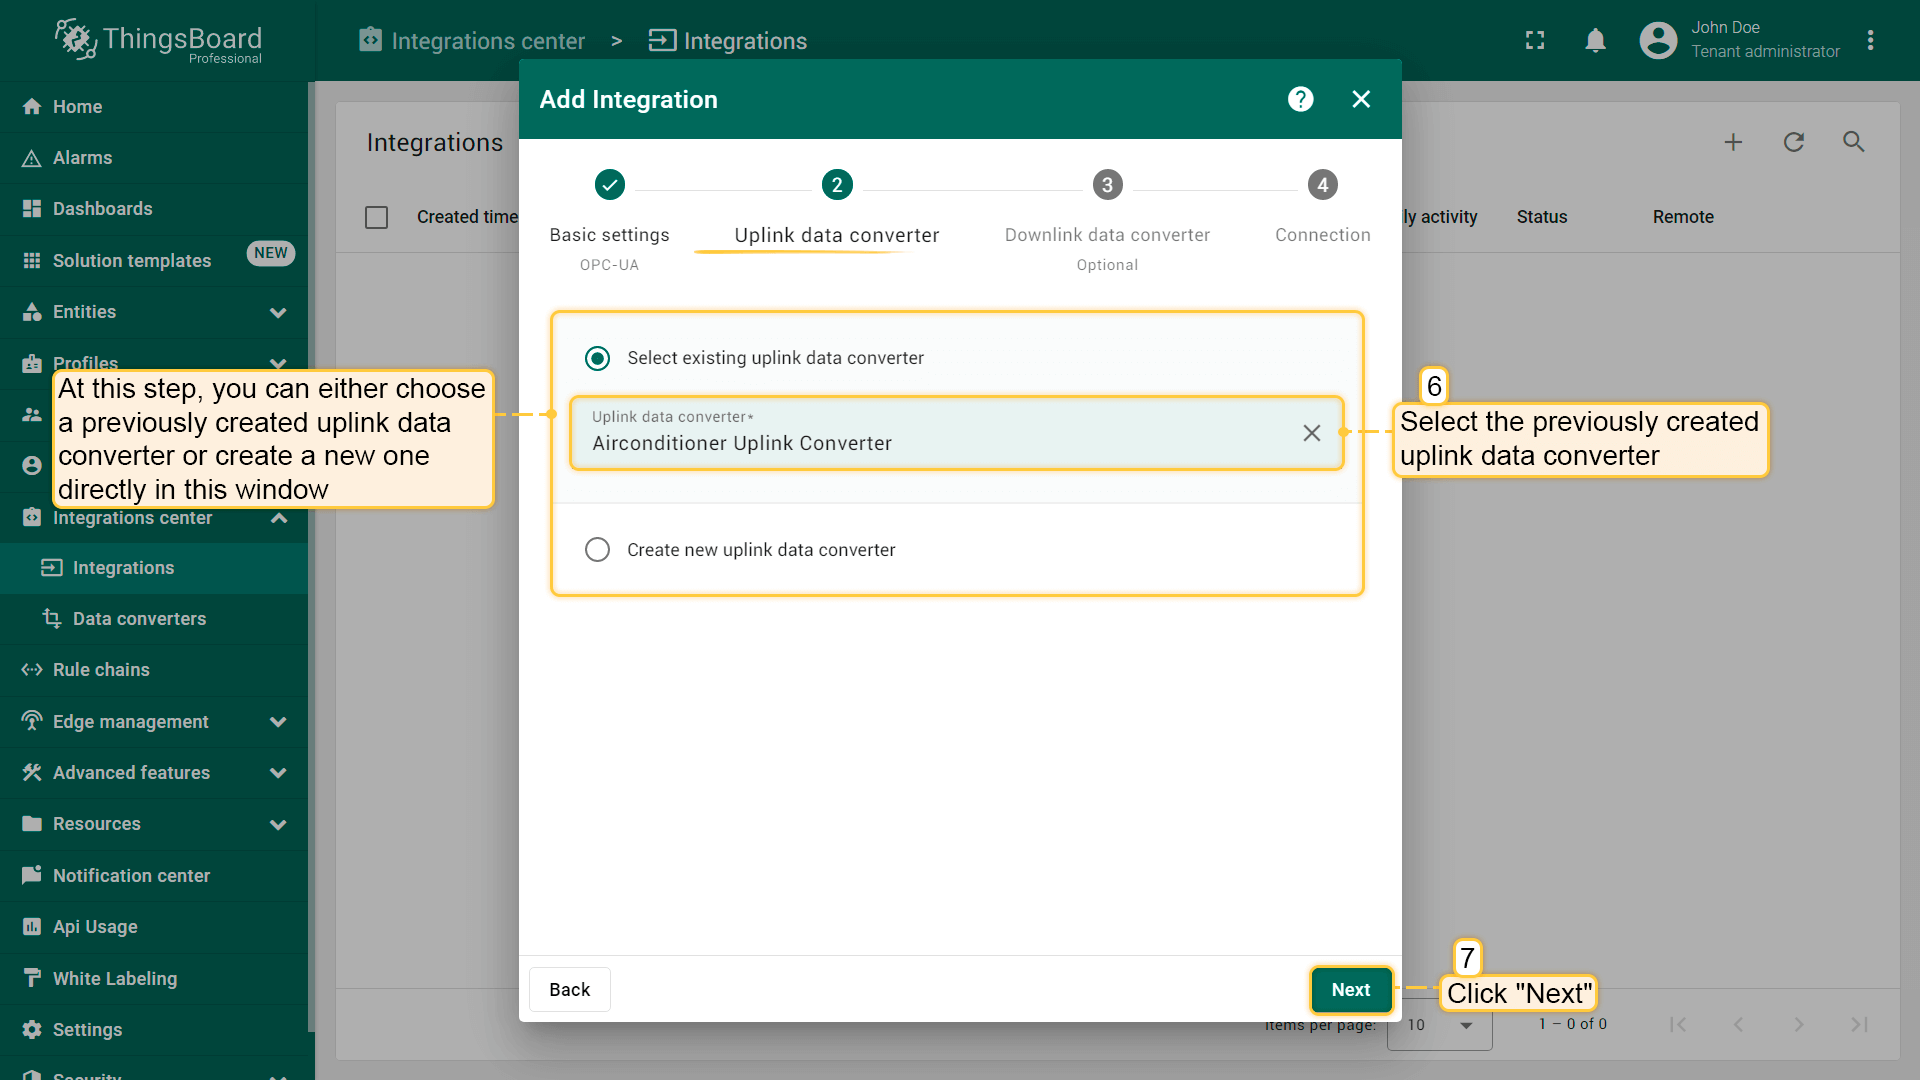 ThingsBoard
Professional
Integrations center > Integrations
John Doe
Tenant administrator
Home
Alarms
Dashboards
Solution templates NEW
Entities
Profiles
Integrations center
Integrations
Data converters
Rule chains
Edge management
Advanced features
Resources
Notification center
Api Usage
White Labeling
Settings
Security
At this step, you can either choose
a previously created uplink data
converter or create a new one
directly in this window
Integrations
Created time
ly activity
Status
Remote
Add Integration
?
2
3
4
Basic settings
OPC-UA
Uplink data converter
Downlink data converter
Optional
Connection
Select existing uplink data converter
Uplink data converter*
Airconditioner Uplink Converter
Create new uplink data converter
6
Select the previously created
uplink data converter
Back
Next
7
Click "Next"
Items per page: 10
1 – 0 of 0